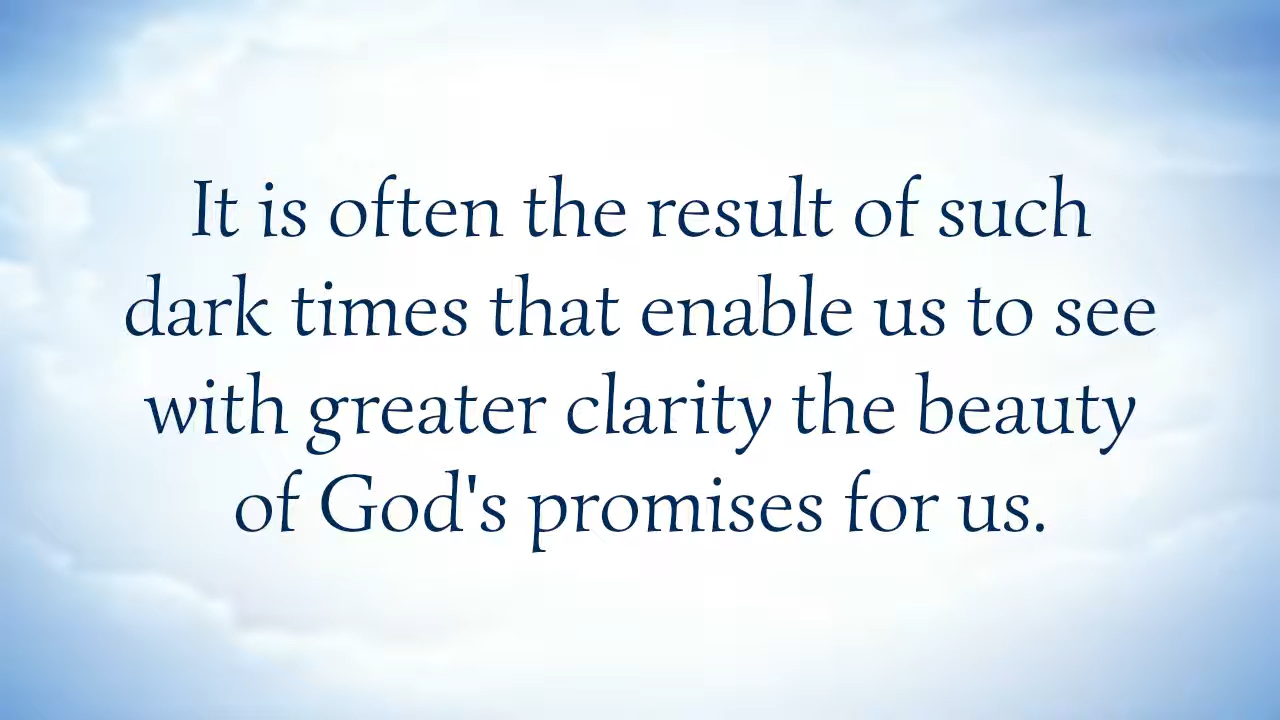 It is often the result of such
dark times that enable us to see
with greater clarity the beauty
of God's promises for us.